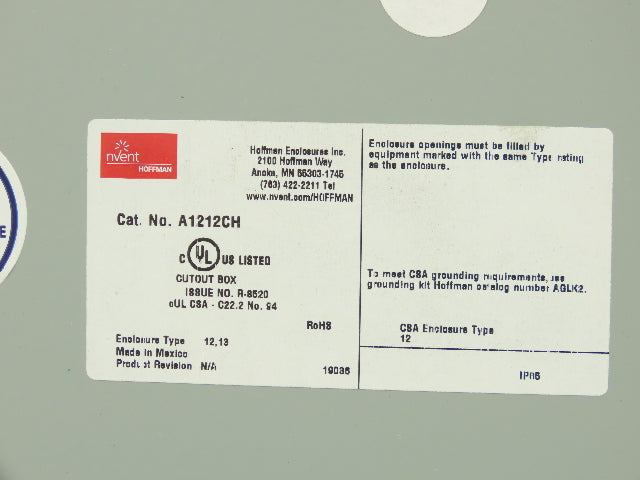 nvent
HOFFMAN
Hoffman Enclosures Inc.
2100 Hoffman Way
Anoka, MN 55303-1745
(763) 422-2211 Tel
www.nvent.com/HOFFMAN
Cat. No. A1212CH
C UL US LISTED
CUTOUT BOX
ISSUE NO. R-8520
cUL CSA - C22.2 No. 94
RoHS
Enclosure Type 12,13
Made in Mexico
Product Revision N/A
19036
Enclosure openings must be filled by
equipment marked with the same Type rating
as the enclosure.
To meet CSA grounding requirements, use
grounding kit Hoffman catalog number AGLK2.
CSA Enclosure Type
12
E